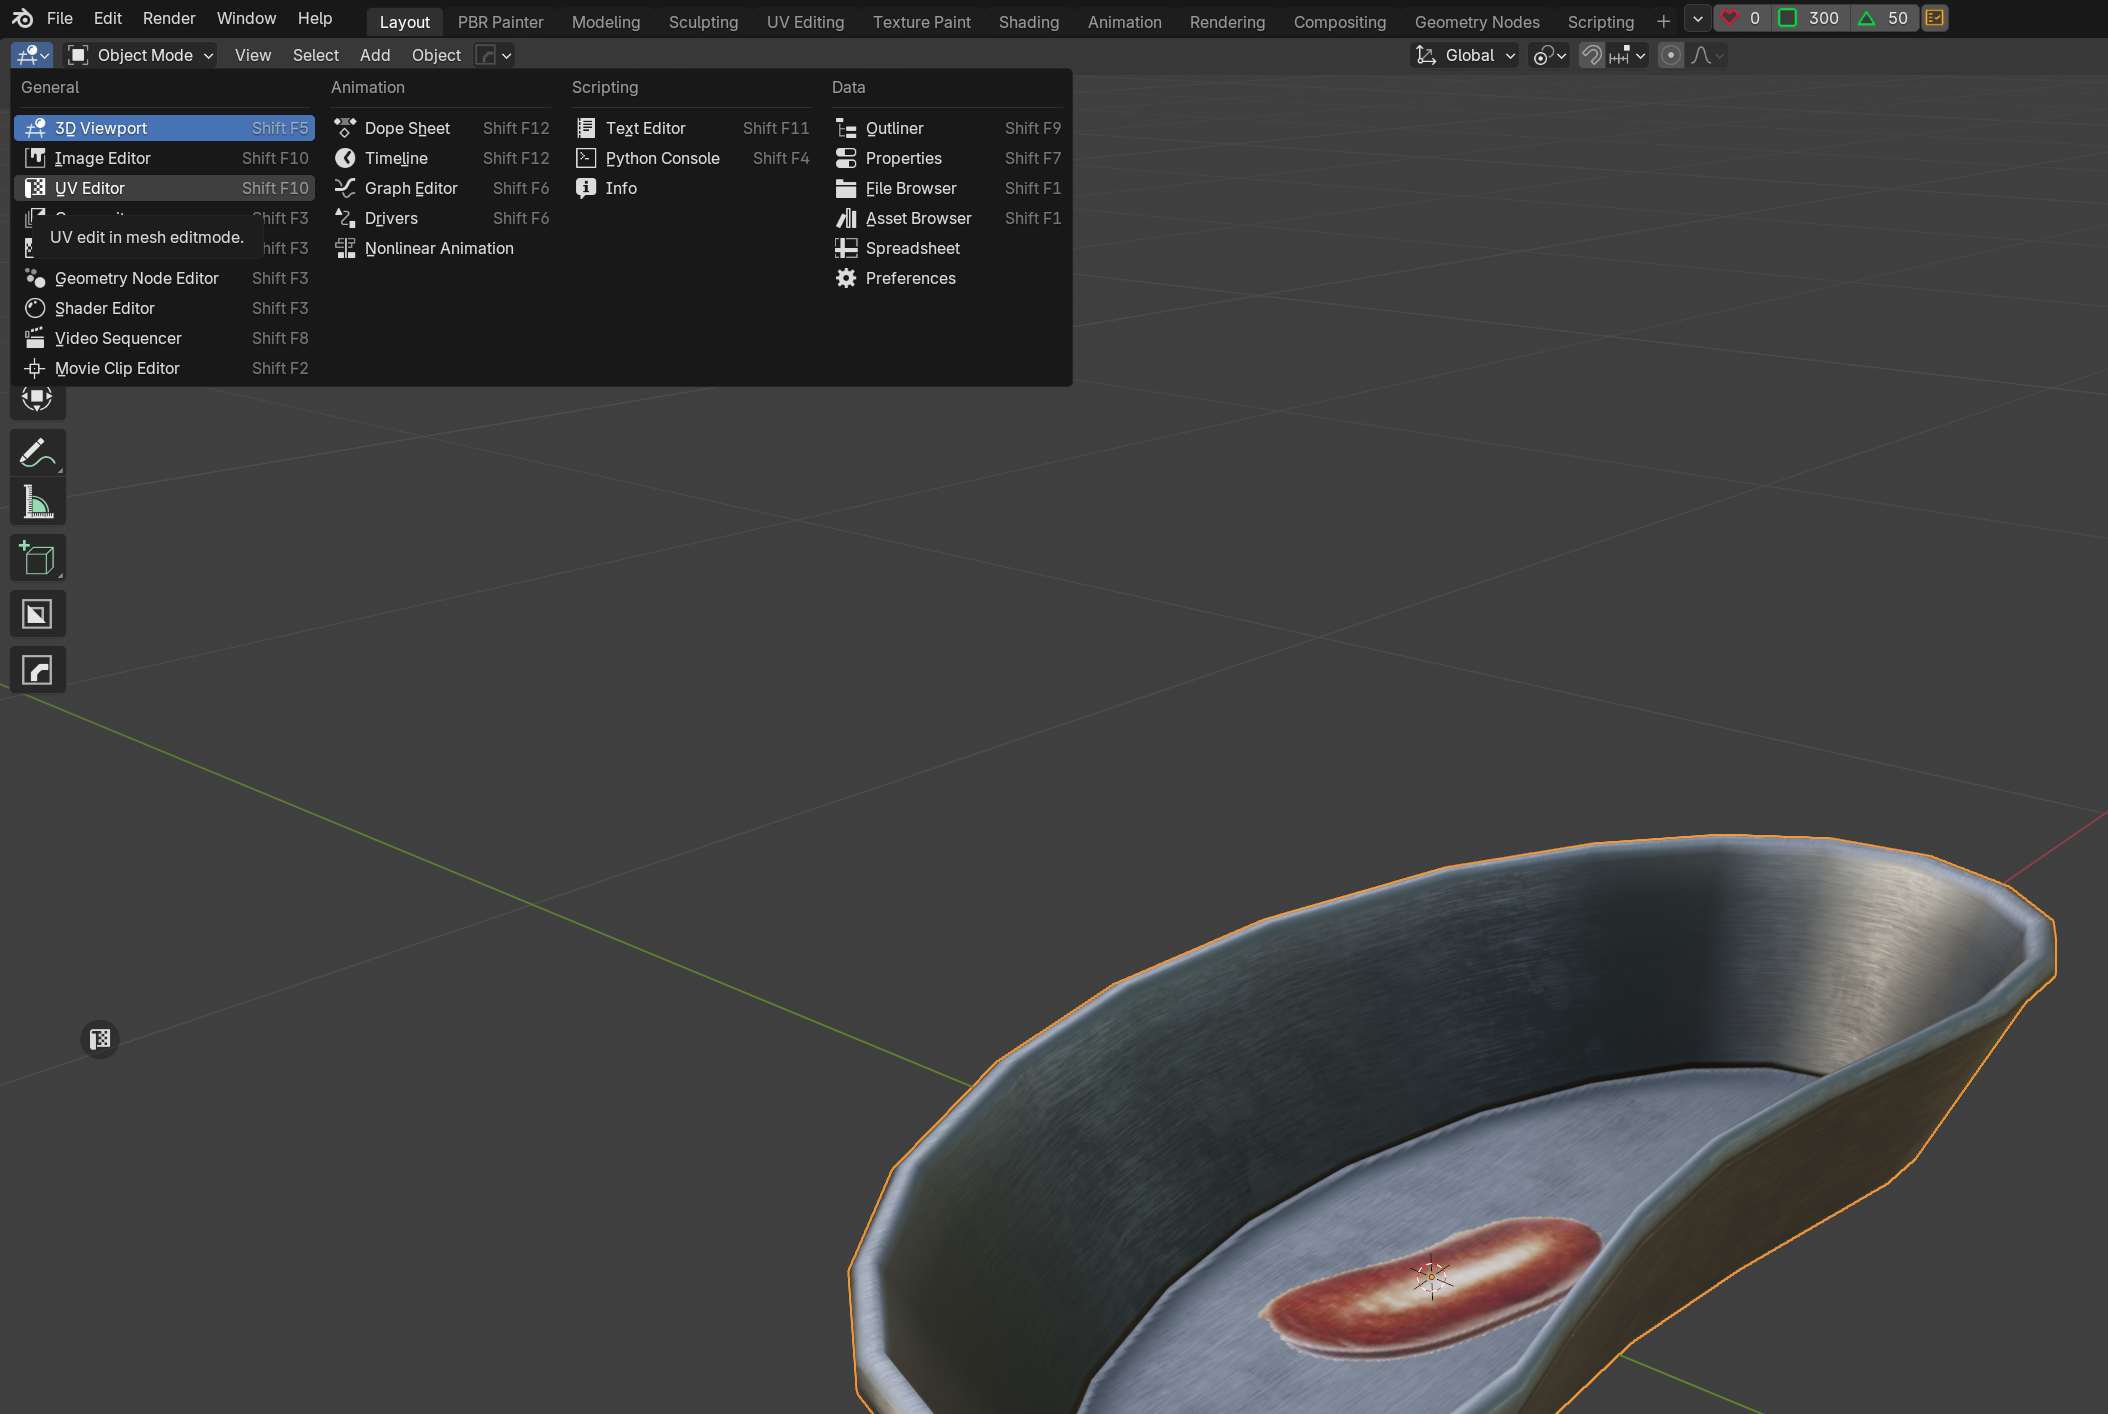 File Edit Render Window Help Layout PBR Painter Modeling Sculpting UV Editing Texture Paint Shading Animation Rendering Compositing Geometry Nodes Scripting + 0 300 50
Object Mode View Select Add Object Global
General Animation Scripting Data
3D Viewport Shift F5 Dope Sheet Shift F12 Text Editor Shift F11 Outliner Shift F9
Image Editor Shift F10 Timeline Shift F12 Python Console Shift F4 Properties Shift F7
UV Editor Shift F10 Graph Editor Shift F6 Info File Browser Shift F1
Shift F3 Drivers Shift F6 Asset Browser Shift F1
UV edit in mesh editmode.
F3 Nonlinear Animation Spreadsheet
Geometry Node Editor Shift F3 Preferences
Shader Editor Shift F3
Video Sequencer Shift F8
Movie Clip Editor Shift F2